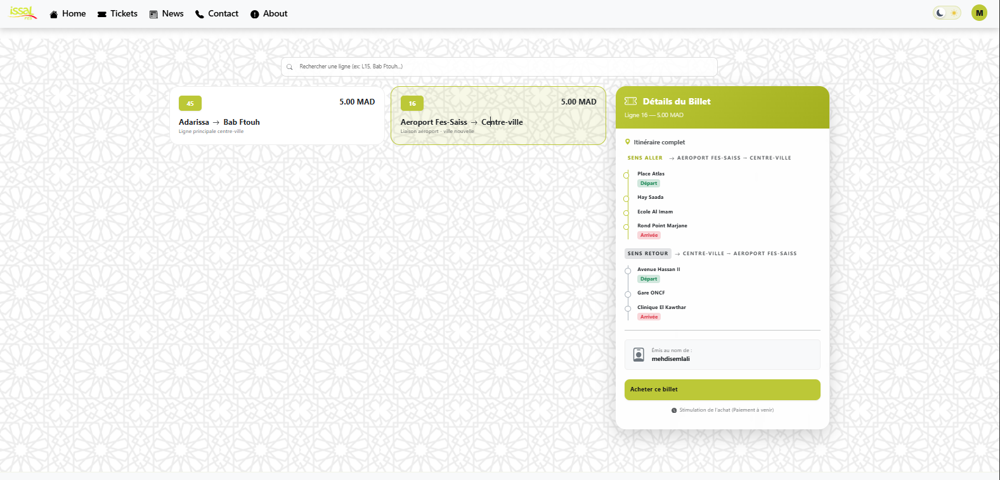 issal
FES
Home
Tickets
News
Contact
About
M
Rechercher une ligne (ex: L15, Bab Ftouh...)
45
5.00 MAD
Adarissa → Bab Ftouh
Ligne principale centre-ville
16
5.00 MAD
Aeroport Fes-Saiss → Centre-ville
Liaison aeroport - ville nouvelle
Détails du Billet
Ligne 16 — 5.00 MAD
Itinéraire complet
SENS ALLER → AEROPORT FES-SAISS → CENTRE-VILLE
Place Atlas
Départ
Hay Saada
Ecole Al Imam
Rond Point Marjane
Arrivée
SENS RETOUR → CENTRE-VILLE → AEROPORT FES-SAISS
Avenue Hassan II
Départ
Gare ONCF
Clinique El Kawthar
Arrivée
Émis au nom de :
mehdisemlali
Acheter ce billet
Stimulation de l'achat (Paiement à venir)